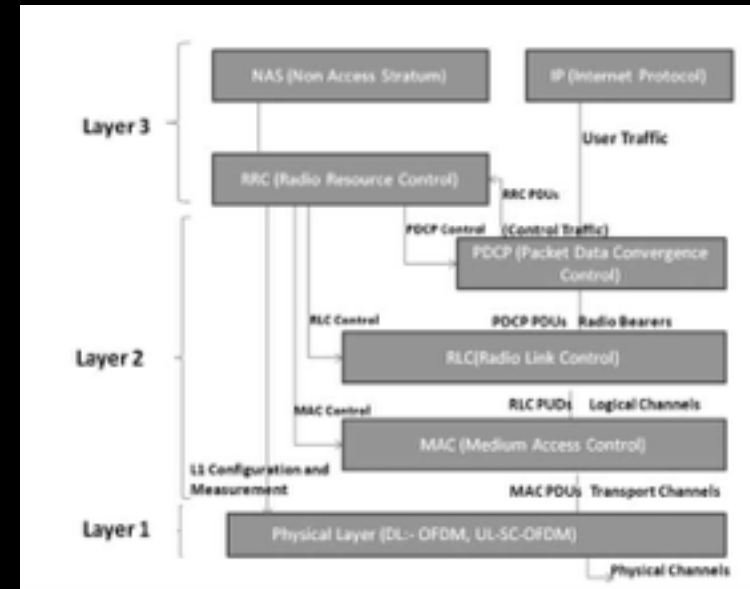 NAS (Non Access Stratum)
IP (Internet Protocol)
Layer 3
User Traffic
RRC (Radio Resource Control)
RRC PDUs
PDCP Control
(Control Traffic)
PDCP (Packet Data Convergence
Control)
RLC Control
PDCP PDUs
Radio Bearers
Layer 2
RLC(Radio Link Control)
RLC PUDs
Logical Channels
MAC Control
MAC (Medium Access Control)
L1 Configuration and
Measurement
MAC PDUs
Transport Channels
Layer 1
Physical Layer (DL:- OFDM, UL-SC-OFDM)
Physical Channels